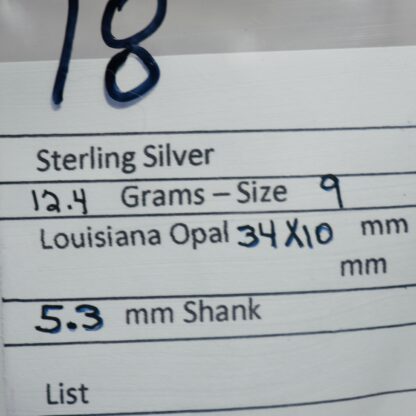 18
Sterling Silver
12.4 Grams – Size 9
Louisiana Opal 34X10 mm
mm
5.3 mm Shank
List